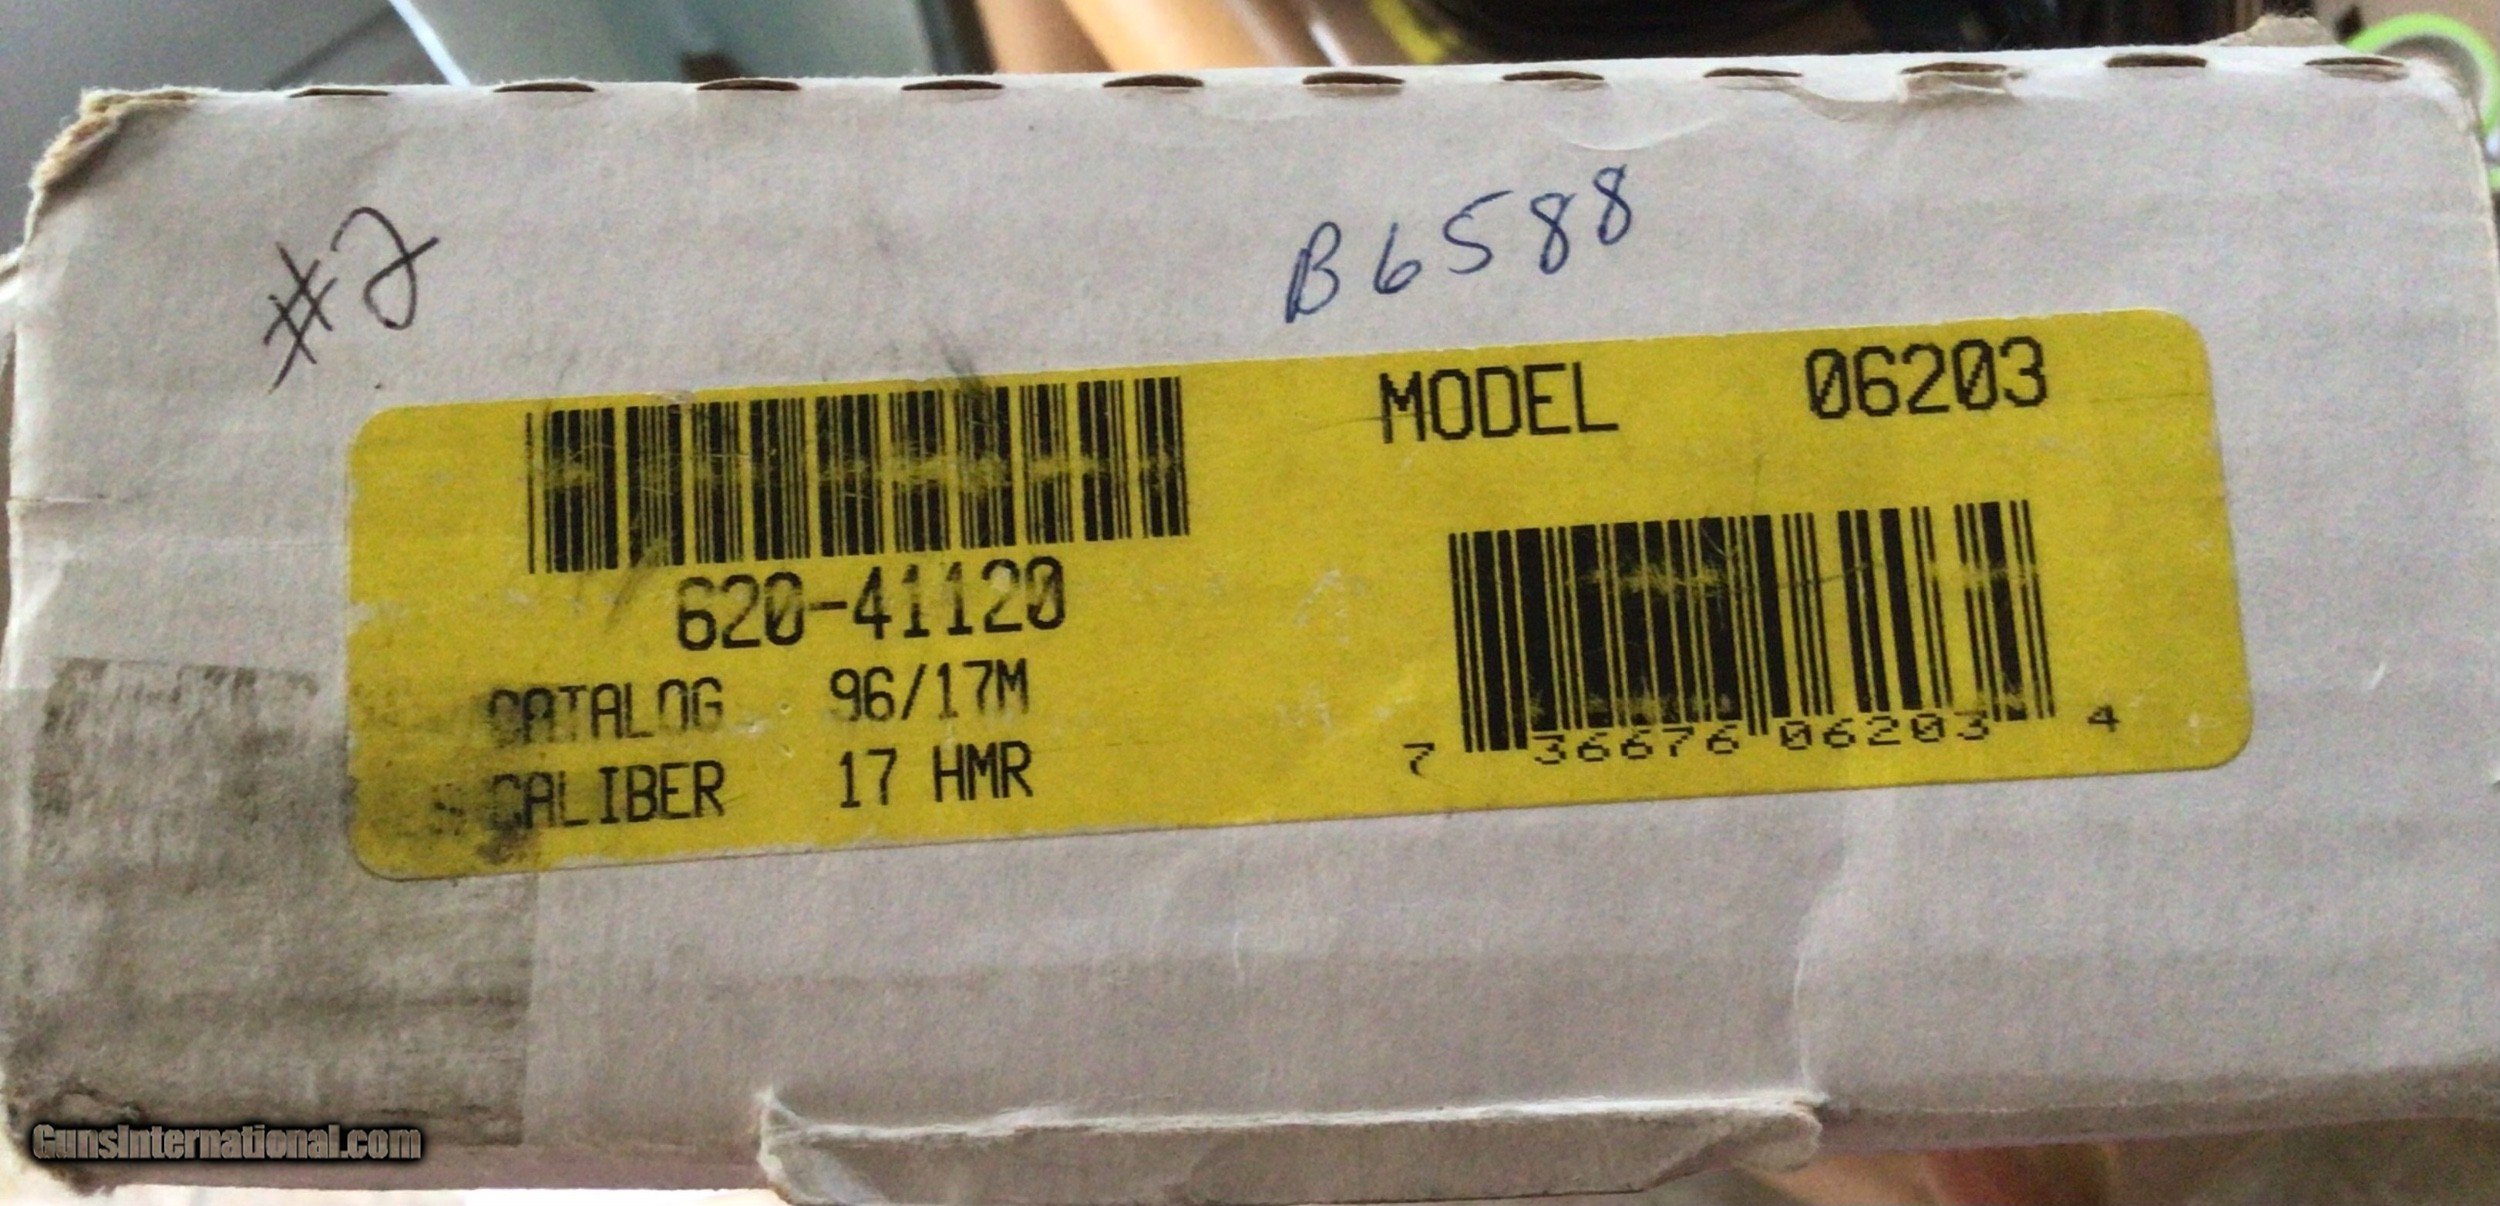 #2
B6588
MODEL 06203
620-41120
CATALOG 96/17M
CALIBER 17 HMR
7 36676 06203 4
GunsInternational.com